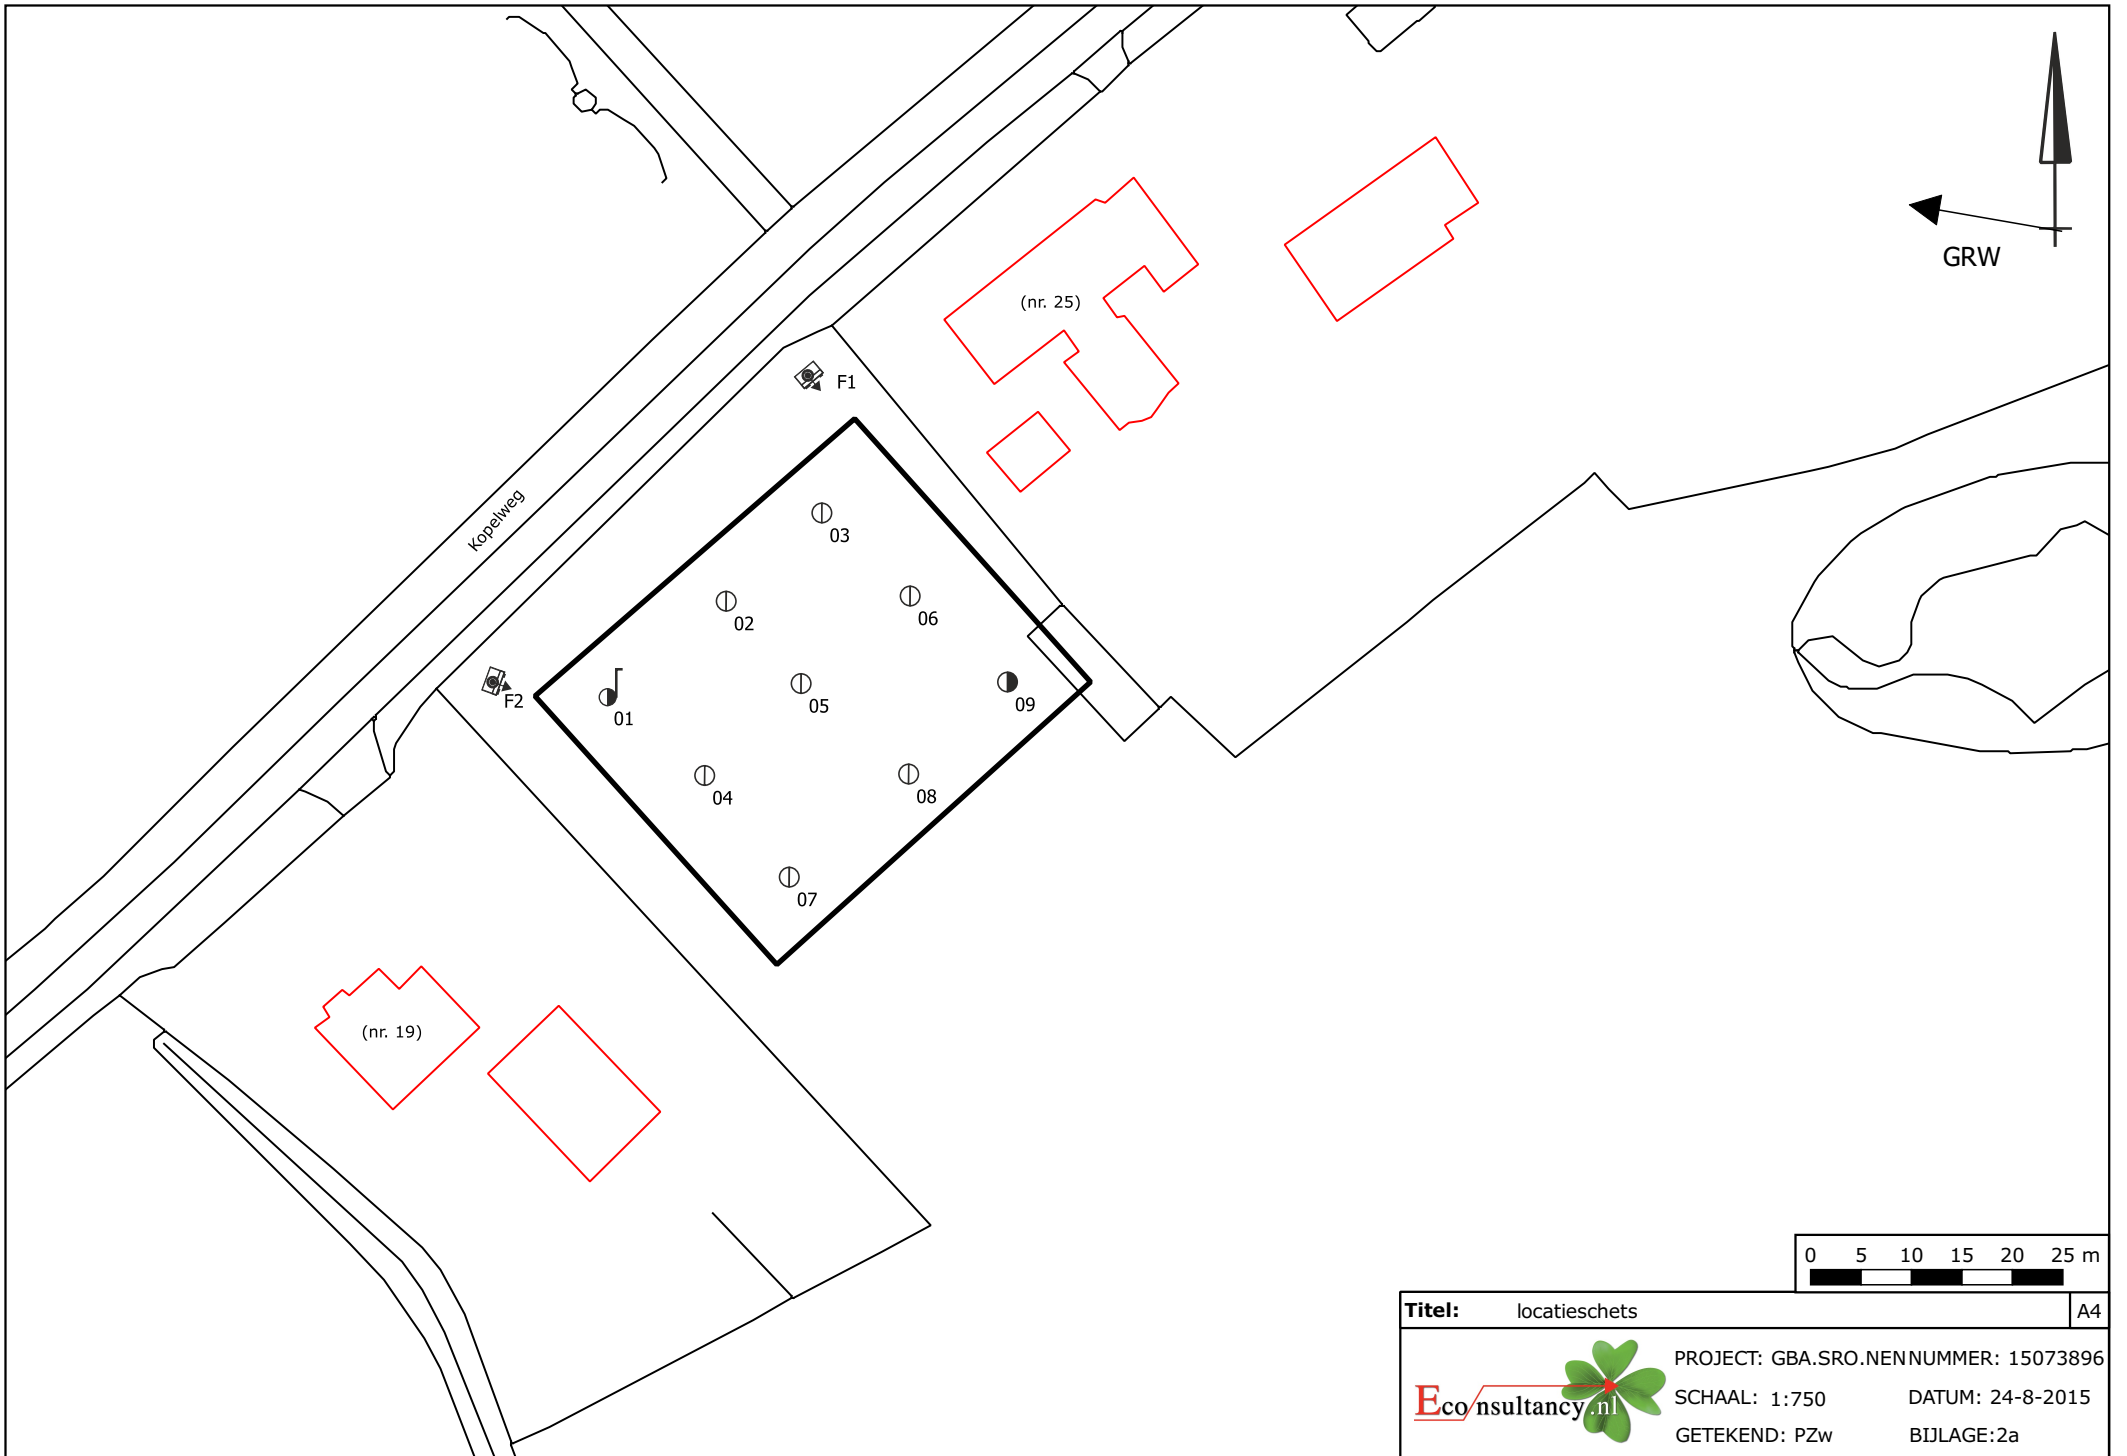 GRW
(nr. 25)
F1
Kopelweg
03
02
06
05
09
F2
01
04
08
07
(nr. 19)
0 5 10 15 20 25 m
Titel: locatieschets A4
PROJECT: GBA.SRO.NEN NUMMER: 15073896
Econsultancy.nl
SCHAAL: 1:750 DATUM: 24-8-2015
GETEKEND: PZw BIJLAGE:2a